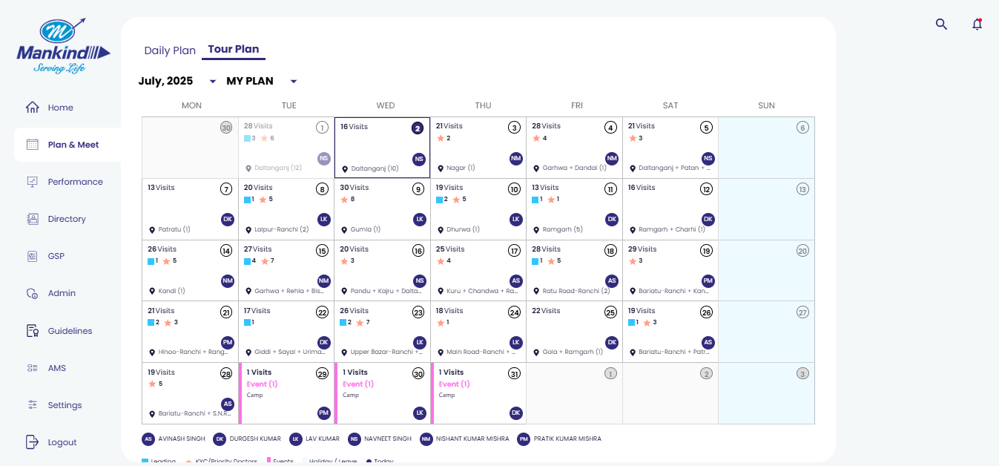 Mankind
Serving Life
Home
Plan & Meet
Performance
Directory
GSP
Admin
Guidelines
AMS
Settings
Logout
Daily Plan Tour Plan
July, 2025 MY PLAN
MON TUE WED THU FRI SAT SUN
30
28 Visits 1
3 6
NS
Daltanganj (12)
16 Visits 2
NS
Daltanganj (10)
21 Visits 3
2
NM
Nagar (1)
28 Visits 4
4
NM
Garhwa + Dandai (1)
21 Visits 5
3
NS
Daltanganj + Patan + ...
6
13 Visits 7
DK
Patratu (1)
20 Visits 8
1 5
LK
Lalpur-Ranchi (2)
30 Visits 9
8
LK
Gumla (1)
19 Visits 10
2 5
LK
Dhurwa (1)
13 Visits 11
1 1
DK
Ramgarh (5)
16 Visits 12
DK
Ramgarh + Charhi (1)
13
26 Visits 14
1 5
NM
Kandi (1)
27 Visits 15
4 7
NM
Garhwa + Rehla + Bis...
20 Visits 16
3
NS
Pandu + Kajru + Dalta...
25 Visits 17
4
AS
Kuru + Chandwa + Ra...
28 Visits 18
1 5
AS
Ratu Road-Ranchi (2)
29 Visits 19
3
PM
Bariatu-Ranchi + Kan...
20
21 Visits 21
2 3
PM
Hinoo-Ranchi + Rang...
17 Visits 22
1
DK
Giddi + Sayal + Urima...
26 Visits 23
2 7
LK
Upper Bazar-Ranchi +...
18 Visits 24
1
LK
Main Road-Ranchi + ...
22 Visits 25
DK
Gola + Ramgarh (1)
19 Visits 26
1 3
AS
Bariatu-Ranchi + Patr...
27
19 Visits 28
5
AS
Bariatu-Ranchi + S.N.R...
1 Visits 29
Event (1)
Camp
PM
1 Visits 30
Event (1)
Camp
LK
1 Visits 31
Event (1)
Camp
DK
1
2
3
AS AVINASH SINGH DK DURGESH KUMAR LK LAV KUMAR NS NAVNEET SINGH NM NISHANT KUMAR MISHRA PM PRATIK KUMAR MISHRA
Leading KYC/Priority Doctors Events Holiday / Leave Today